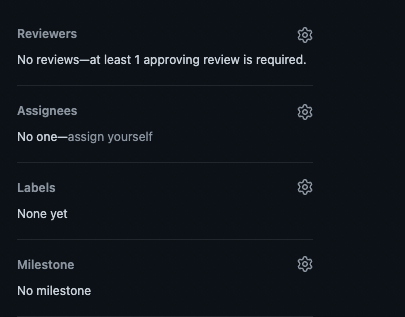 Reviewers
No reviews—at least 1 approving review is required.
Assignees
No one—assign yourself
Labels
None yet
Milestone
No milestone